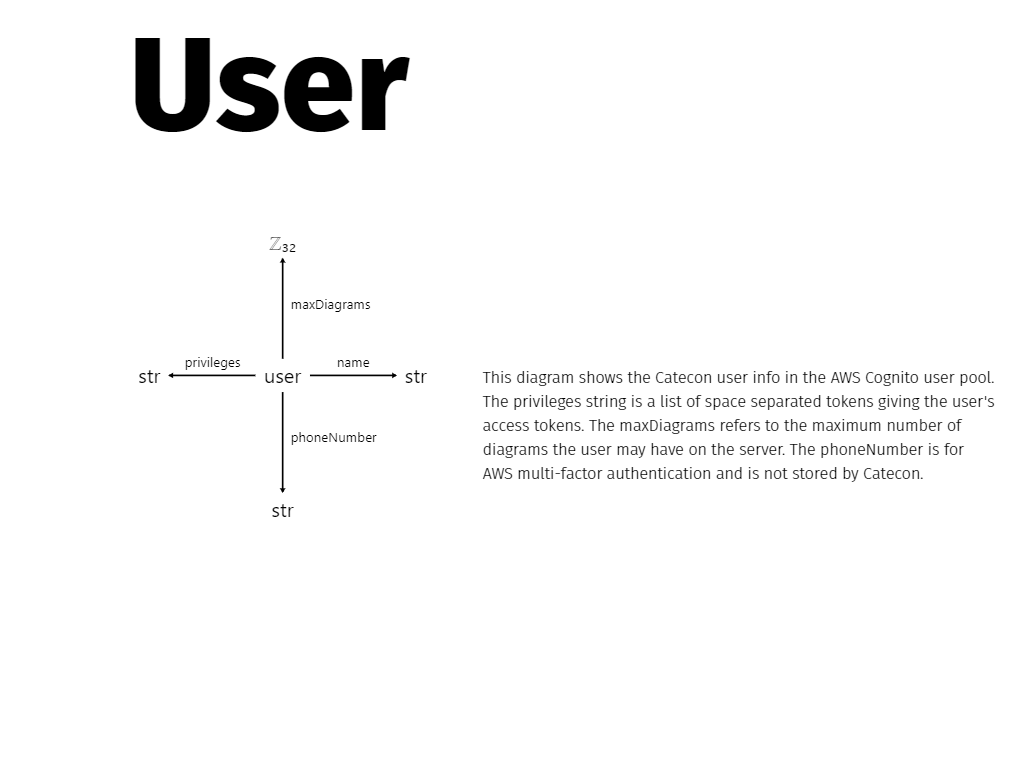 User
ℤ32
maxDiagrams
privileges
name
str
user
str
phoneNumber
str
This diagram shows the Catecon user info in the AWS Cognito user pool.
The privileges string is a list of space separated tokens giving the user's
access tokens. The maxDiagrams refers to the maximum number of
diagrams the user may have on the server. The phoneNumber is for
AWS multi-factor authentication and is not stored by Catecon.